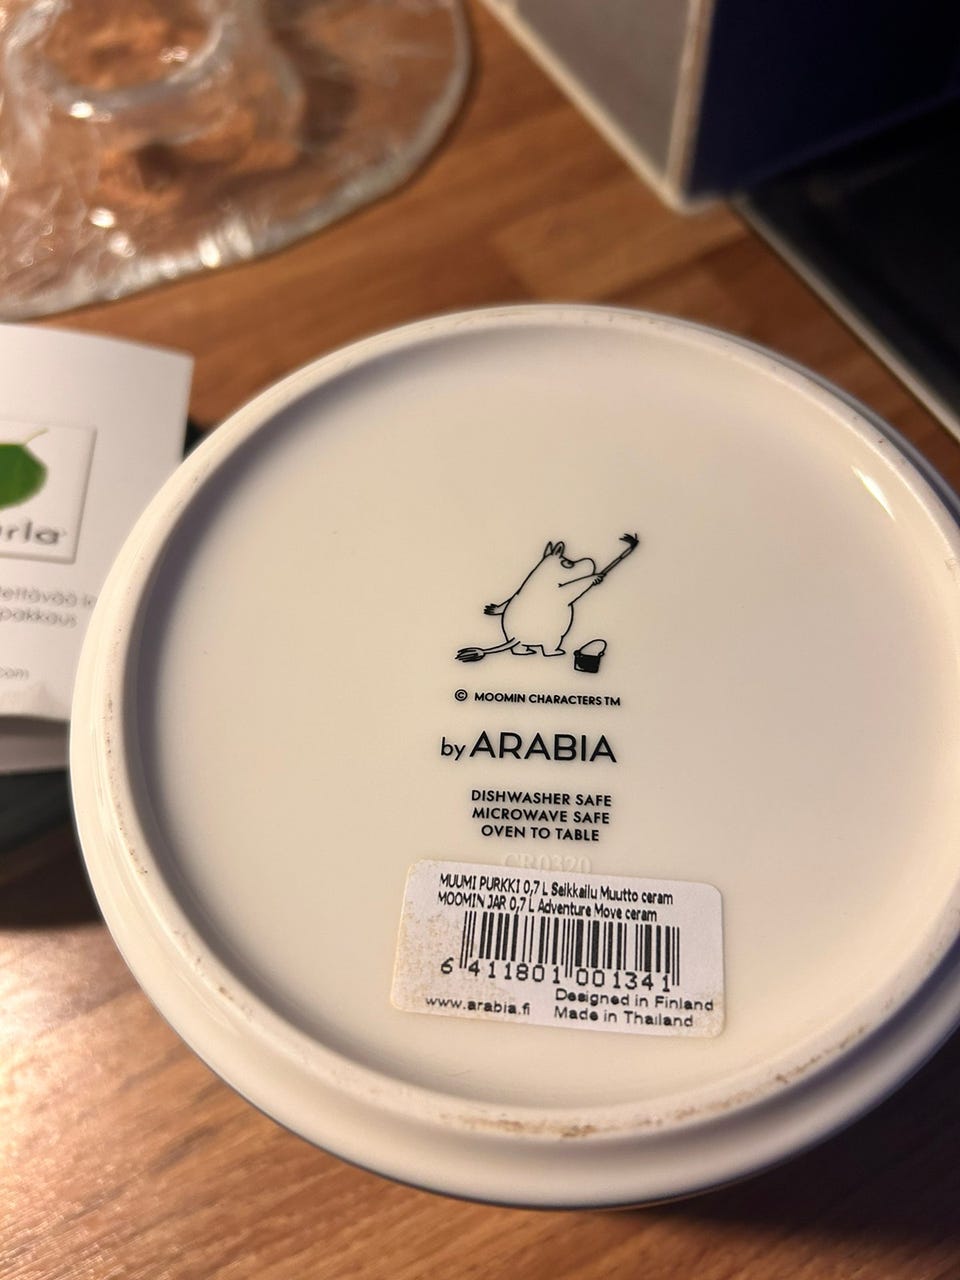 © MOOMIN CHARACTERS TM
by ARABIA
DISHWASHER SAFE
MICROWAVE SAFE
OVEN TO TABLE
CR0320
MUUMI PURKKI 0,7 L Seikkailu Muutto ceram
MOOMIN JAR 0,7 L Adventure Move ceram
6 411801 001341
www.arabia.fi
Designed in Finland
Made in Thailand
pakkaus
.com